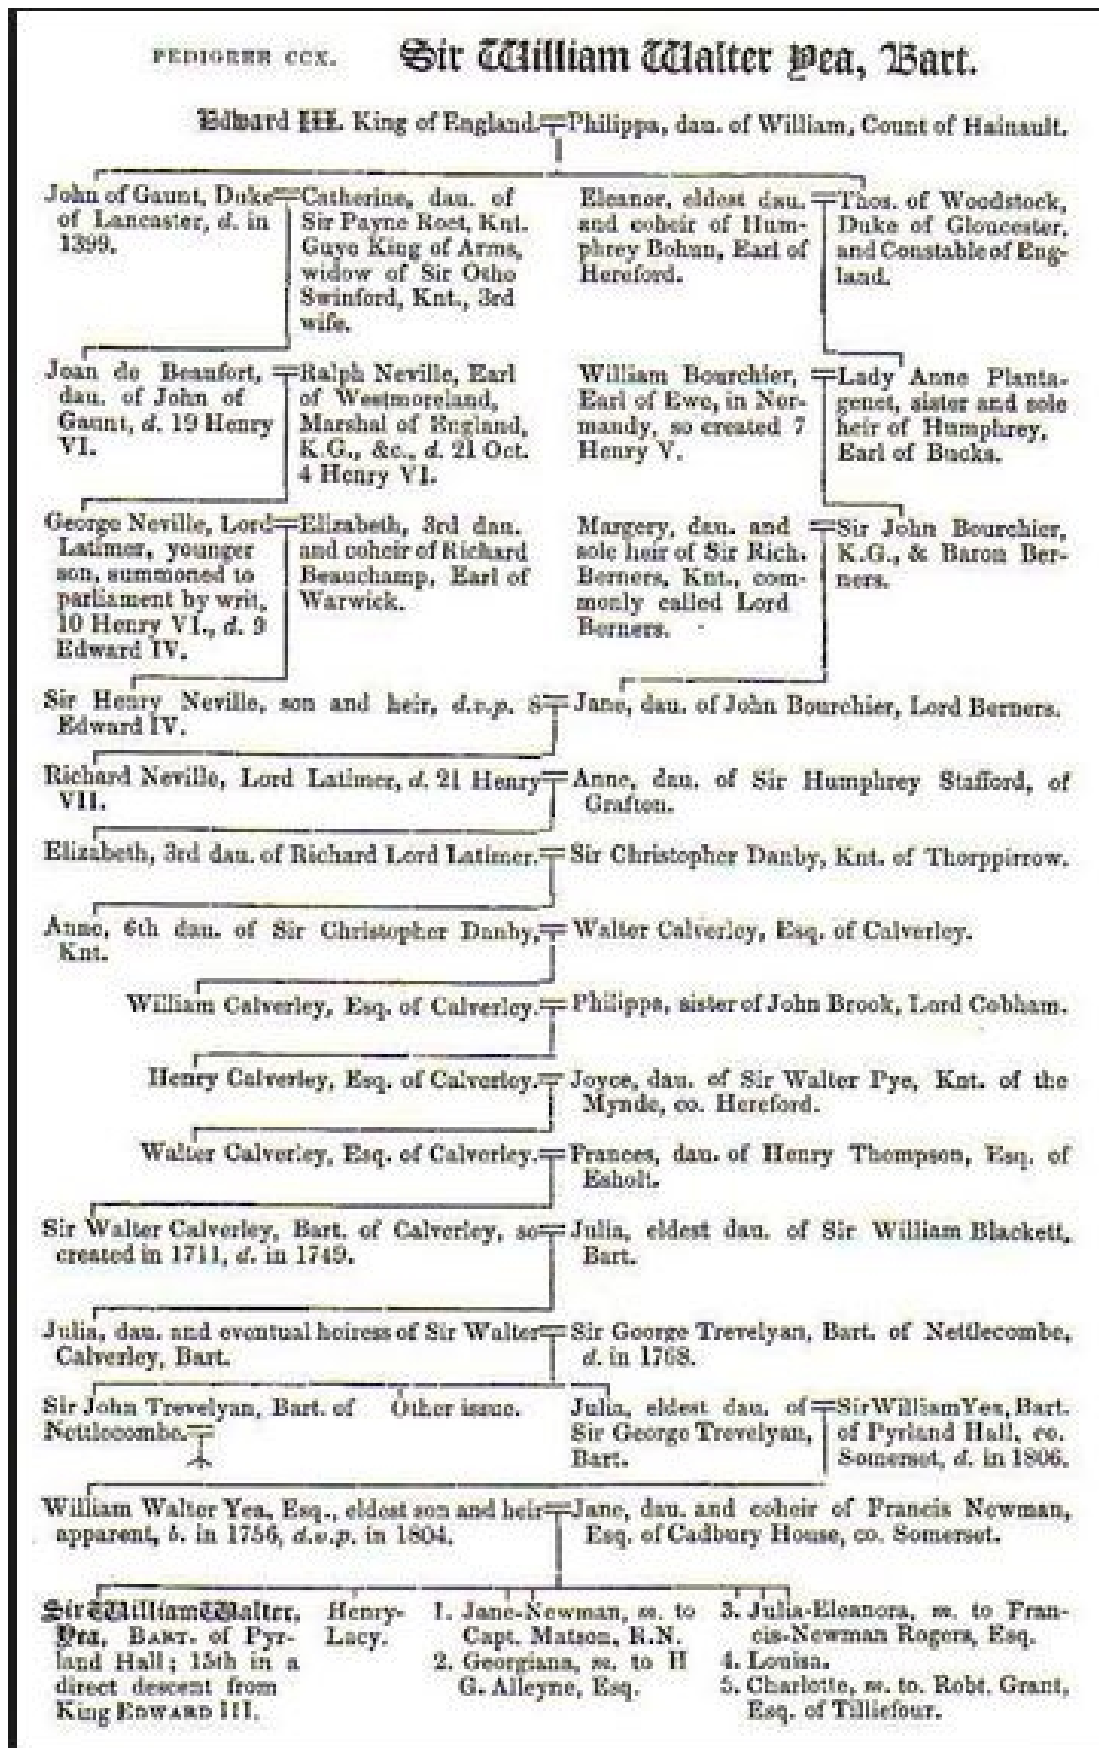 PEDIGREE CCX. Sir William Walter Yea, Bart.
Edward III. King of England. Philippa, dau. of William, Count of Hainault.
John of Gaunt, Duke
of Lancaster, d. in
1399.
Catherine, dau. of
Sir Payne Roet, Knt.
Guye King of Arms,
widow of Sir Otho
Swinford, Knt., 3rd
wife.
Eleanor, eldest dau.
and coheir of Hum-
phrey Bohun, Earl of
Hereford.
Thos. of Woodstock,
Duke of Gloucester,
and Constable of Eng-
land.
Joan de Beaufort,
dau. of John of
Gaunt, d. 19 Henry
VI.
Ralph Neville, Earl
of Westmoreland,
Marshal of England,
K.G., &c., d. 21 Oct.
4 Henry VI.
William Bourchier,
Earl of Ewe, in Nor-
mandy, so created 7
Henry V.
Lady Anne Planta-
genet, sister and sole
heir of Humphrey,
Earl of Bucks.
George Neville, Lord
Latimer, younger
son, summoned to
parliament by writ,
10 Henry VI., d. 9
Edward IV.
Elizabeth, 3rd dau.
and coheir of Richard
Beauchamp, Earl of
Warwick.
Margery, dau. and
sole heir of Sir Rich.
Berners, Knt., com-
monly called Lord
Berners.
Sir John Bourchier,
K.G., & Baron Ber-
ners.
Sir Henry Neville, son and heir, d.v.p. 8
Edward IV.
Jane, dau. of John Bourchier, Lord Berners.
Richard Neville, Lord Latimer, d. 21 Henry
VII.
Anne, dau. of Sir Humphrey Stafford, of
Grafton.
Elizabeth, 3rd dau. of Richard Lord Latimer. Sir Christopher Danby, Knt. of Thorppirrow.
Anne, 6th dau. of Sir Christopher Danby,
Knt.
Walter Calverley, Esq. of Calverley.
William Calverley, Esq. of Calverley. Philippa, sister of John Brook, Lord Cobham.
Henry Calverley, Esq. of Calverley. Joyce, dau. of Sir Walter Pye, Knt. of the
Mynde, co. Hereford.
Walter Calverley, Esq. of Calverley. Frances, dau. of Henry Thompson, Esq. of
Esholt.
Sir Walter Calverley, Bart. of Calverley, so
created in 1711, d. in 1749.
Julia, eldest dau. of Sir William Blackett,
Bart.
Julia, dau. and eventual heiress of Sir Walter
Calverley, Bart.
Sir George Trevelyan, Bart. of Nettlecombe,
d. in 1768.
Sir John Trevelyan, Bart. of
Nettlecombe.
Other issue.
Julia, eldest dau. of
Sir George Trevelyan,
Bart.
Sir William Yea, Bart.
of Pyrland Hall, co.
Somerset, d. in 1806.
William Walter Yea, Esq., eldest son and heir
apparent, b. in 1756, d.v.p. in 1804.
Jane, dau. and coheir of Francis Newman,
Esq. of Cadbury House, co. Somerset.
Sir William Walter,
Yea, BART. of Pyr-
land Hall; 15th in a
direct descent from
King EDWARD III.
Henry-
Lacy.
1. Jane-Newman, m. to
Capt. Matson, R.N.
2. Georgiana, m. to H
G. Alleyne, Esq.
3. Julia-Eleanora, m. to Fran-
cis-Newman Rogers, Esq.
4. Louisa.
5. Charlotte, m. to. Robt. Grant,
Esq. of Tilliefour.